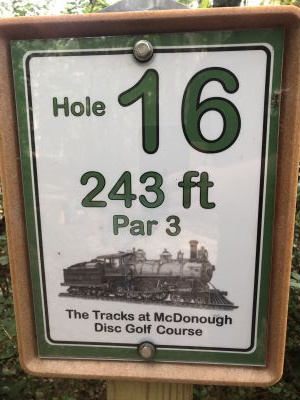 Hole 16
243 ft
Par 3
The Tracks at McDonough
Disc Golf Course